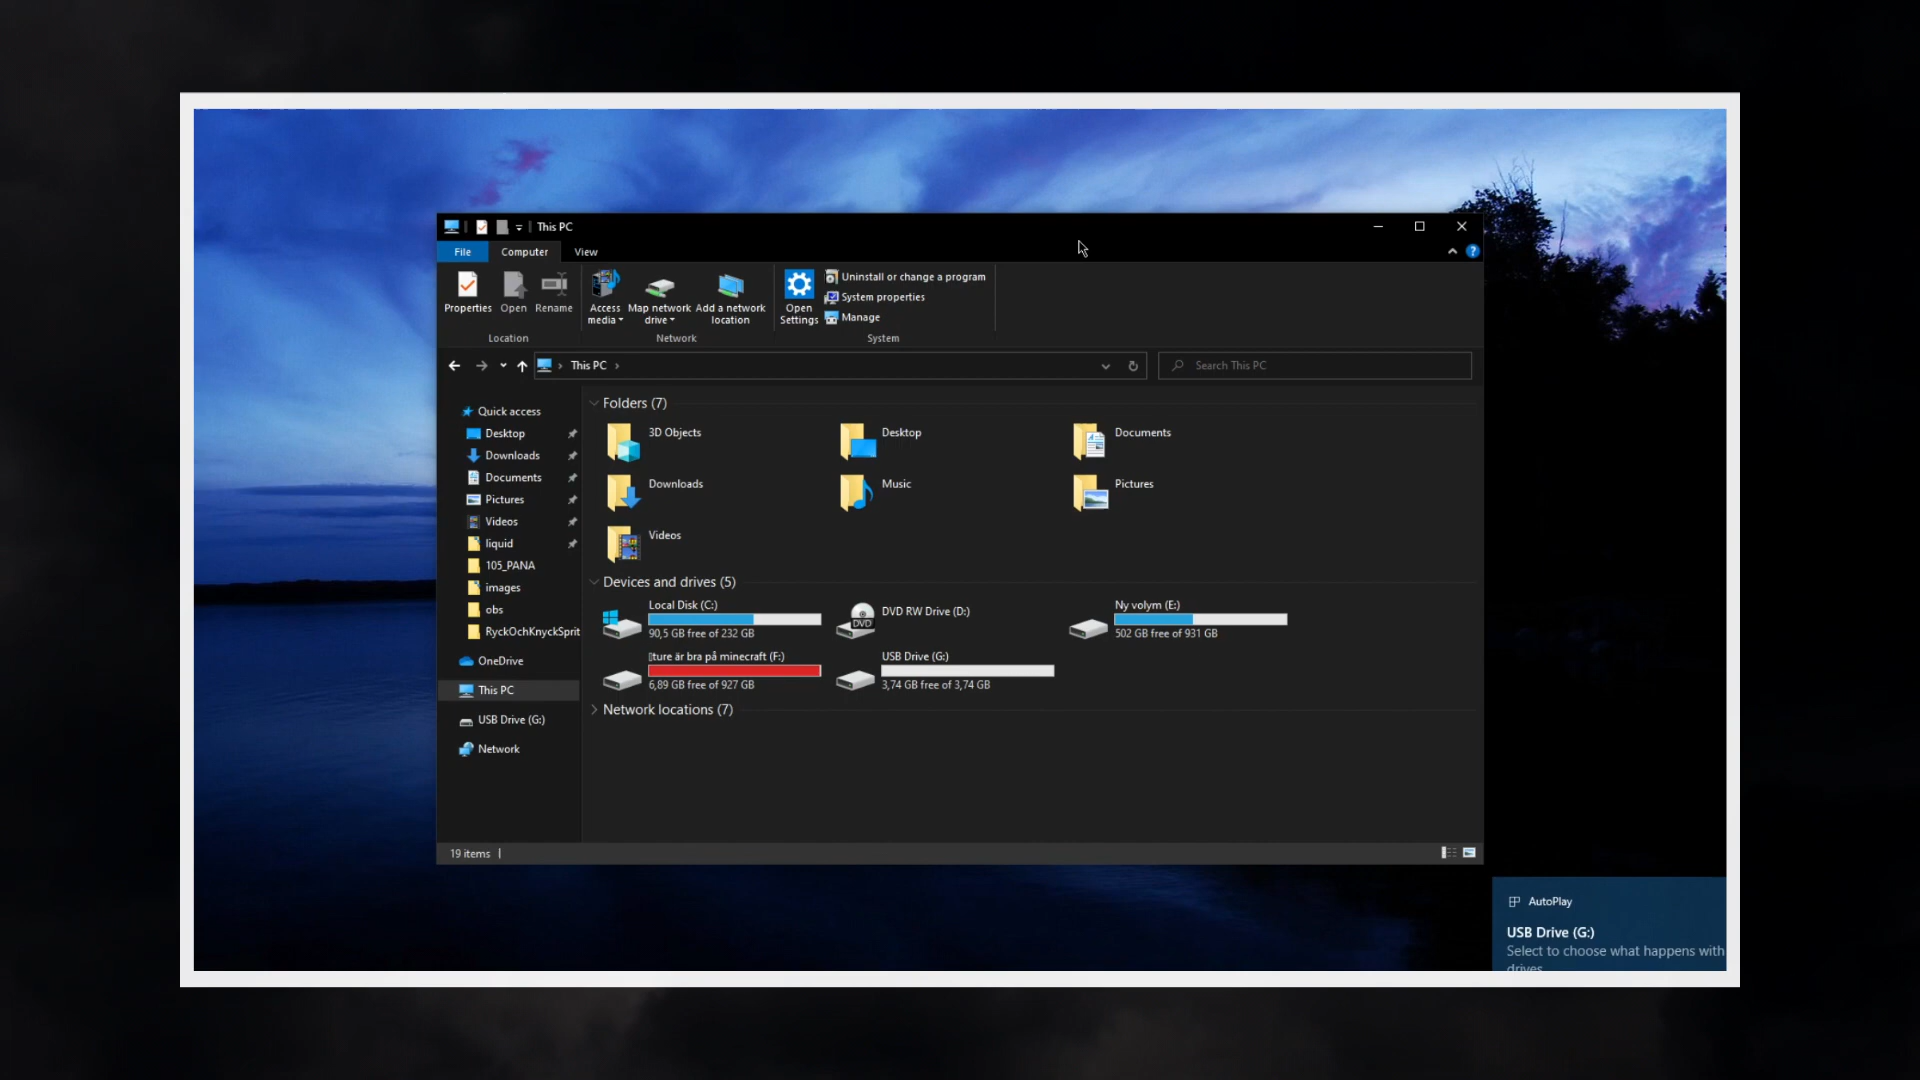 This PC
File Computer View
Properties Open Rename
Access media Map network drive Add a network location
Open Settings
Uninstall or change a program
System properties
Manage
Location Network System
This PC
Search This PC
Quick access
Desktop
Downloads
Documents
Pictures
Videos
liquid
105_PANA
images
obs
RyckOchKnyckSprit
OneDrive
This PC
USB Drive (G:)
Network
Folders (7)
3D Objects Desktop Documents
Downloads Music Pictures
Videos
Devices and drives (5)
Local Disk (C:)
90,5 GB free of 232 GB
DVD RW Drive (D:)
DVD
Ny volym (E:)
502 GB free of 931 GB
ture är bra på minecraft (F:)
6,89 GB free of 927 GB
USB Drive (G:)
3,74 GB free of 3,74 GB
Network locations (7)
19 items
AutoPlay
USB Drive (G:)
Select to choose what happens with
drives